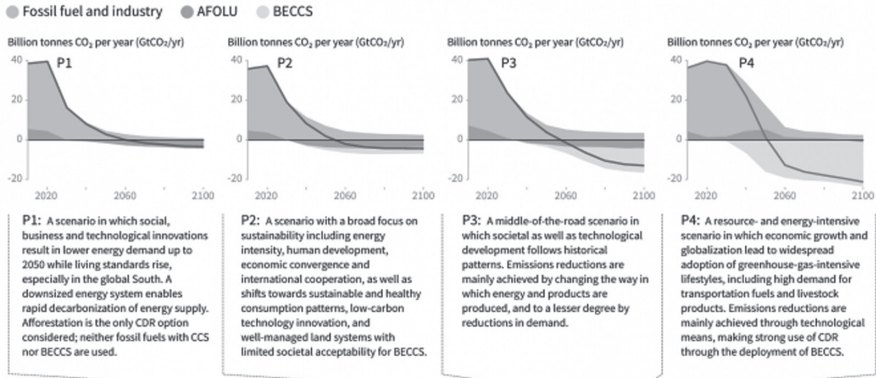 Fossil fuel and industry AFOLU BECCS
Billion tonnes CO₂ per year (GtCO₂/yr)
40
P1
20
0
-20
2020 2060 2100
Billion tonnes CO₂ per year (GtCO₂/yr)
40
P2
20
0
-20
2020 2060 2100
Billion tonnes CO₂ per year (GtCO₂/yr)
40
P3
20
0
-20
2020 2060 2100
Billion tonnes CO₂ per year (GtCO₂/yr)
40
P4
20
0
-20
2020 2060 2100
P1: A scenario in which social,
business and technological innovations
result in lower energy demand up to
2050 while living standards rise,
especially in the global South. A
downsized energy system enables
rapid decarbonization of energy supply.
Afforestation is the only CDR option
considered; neither fossil fuels with CCS
nor BECCS are used.
P2: A scenario with a broad focus on
sustainability including energy
intensity, human development,
economic convergence and
international cooperation, as well as
shifts towards sustainable and healthy
consumption patterns, low-carbon
technology innovation, and
well-managed land systems with
limited societal acceptability for BECCS.
P3: A middle-of-the-road scenario in
which societal as well as technological
development follows historical
patterns. Emissions reductions are
mainly achieved by changing the way in
which energy and products are
produced, and to a lesser degree by
reductions in demand.
P4: A resource- and energy-intensive
scenario in which economic growth and
globalization lead to widespread
adoption of greenhouse-gas-intensive
lifestyles, including high demand for
transportation fuels and livestock
products. Emissions reductions are
mainly achieved through technological
means, making strong use of CDR
through the deployment of BECCS.